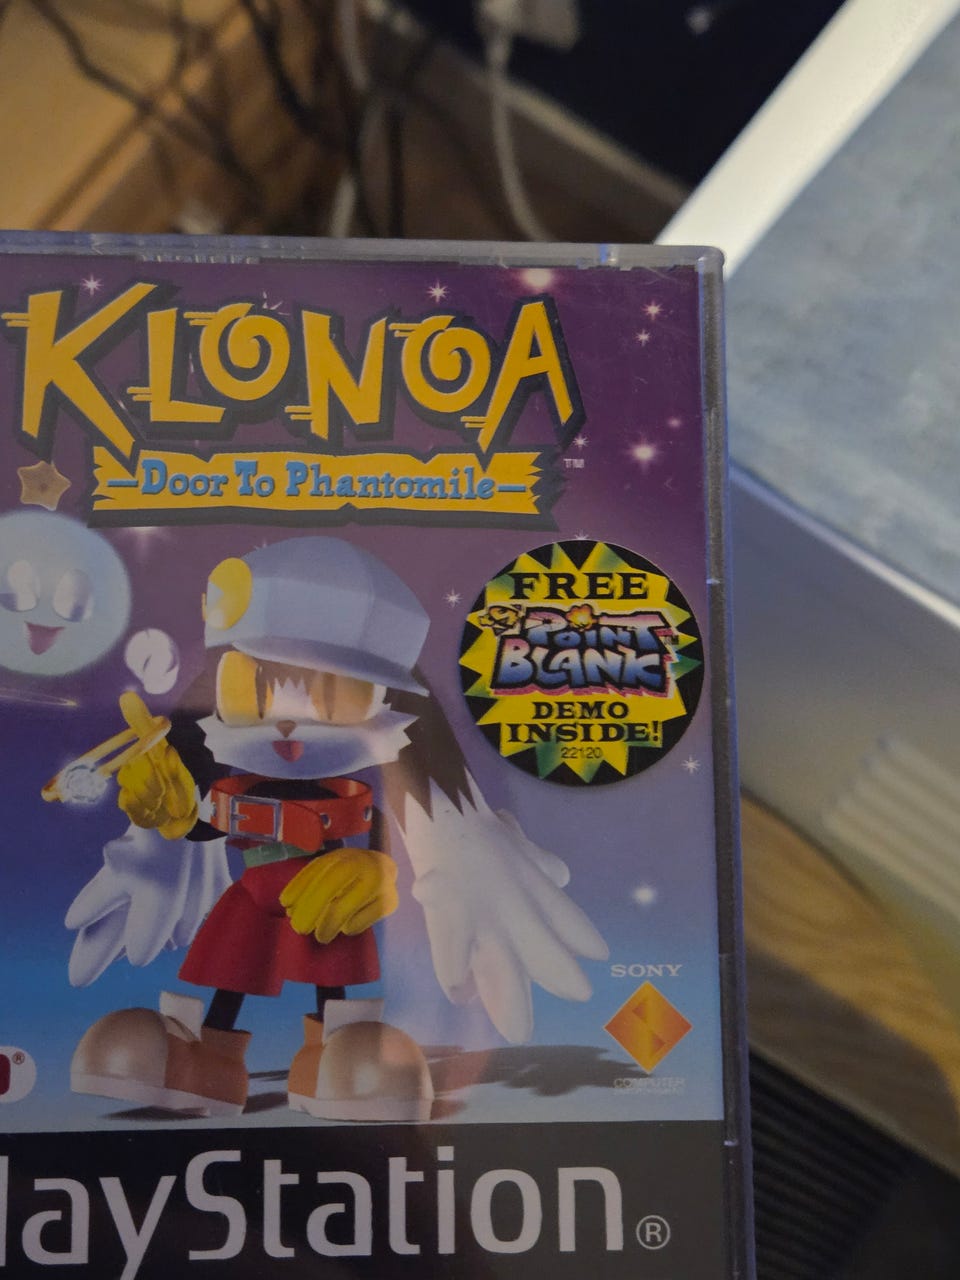 KLONOA
TM
—Door To Phantomile—
FREE
POINT
BLANK
DEMO
INSIDE!
22120
SONY
COMPUTER
®
layStation®